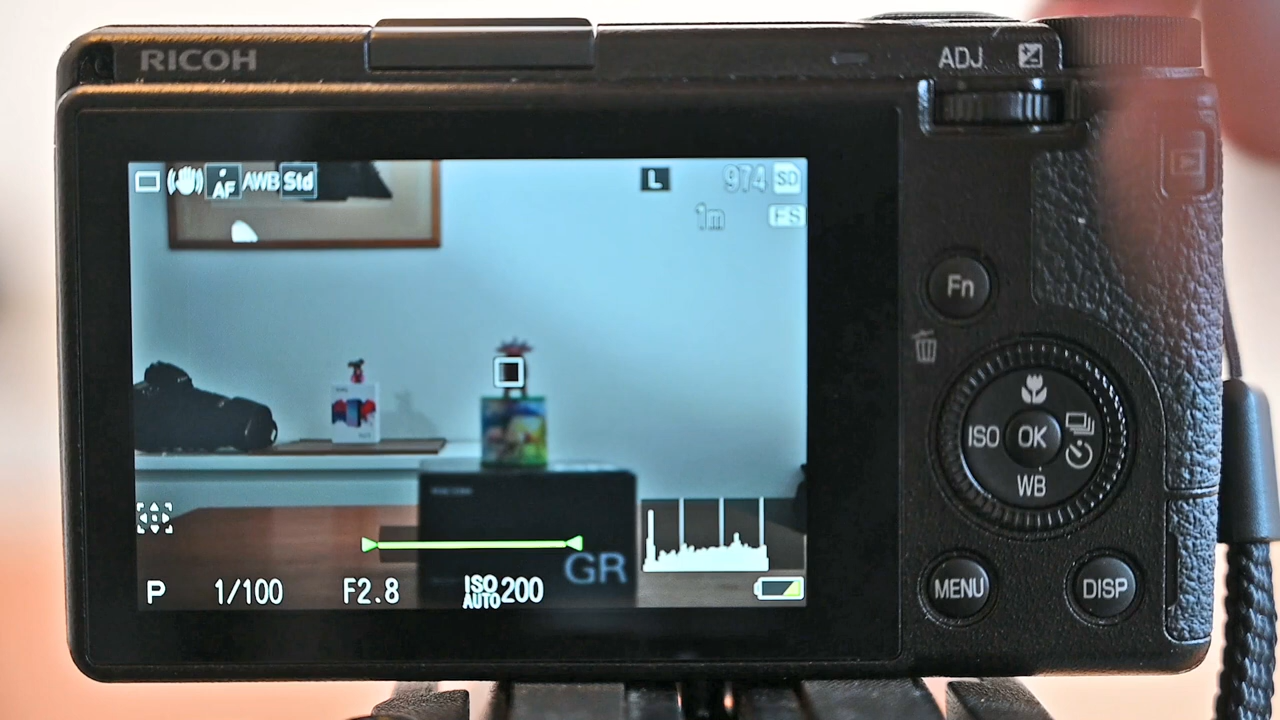 RICOH
ADJ
AF AWB Std
L
974 SD
1m
FS
Fn
ISO
OK
WB
GR
P 1/100 F2.8 ISO AUTO 200
MENU
DISP